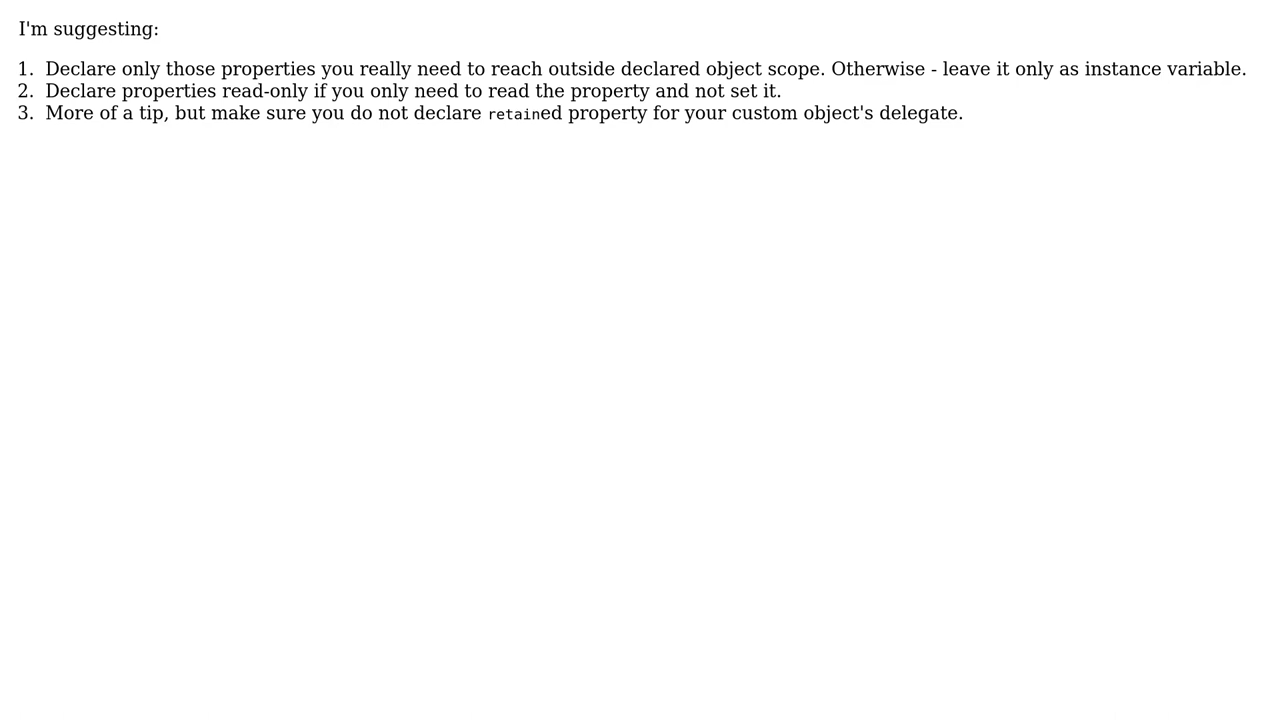 I'm suggesting:
1. Declare only those properties you really need to reach outside declared object scope. Otherwise - leave it only as instance variable.
2. Declare properties read-only if you only need to read the property and not set it.
3. More of a tip, but make sure you do not declare retained property for your custom object's delegate.